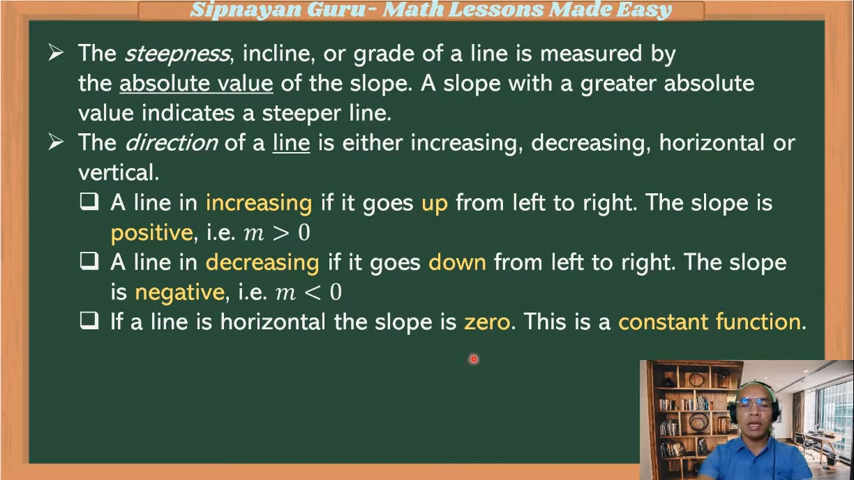 Sipnayan Guru- Math Lessons Made Easy
➢ The steepness, incline, or grade of a line is measured by
the absolute value of the slope. A slope with a greater absolute
value indicates a steeper line.
➢ The direction of a line is either increasing, decreasing, horizontal or
vertical.
❑ A line in increasing if it goes up from left to right. The slope is
positive, i.e. m > 0
❑ A line in decreasing if it goes down from left to right. The slope
is negative, i.e. m < 0
❑ If a line is horizontal the slope is zero. This is a constant function.